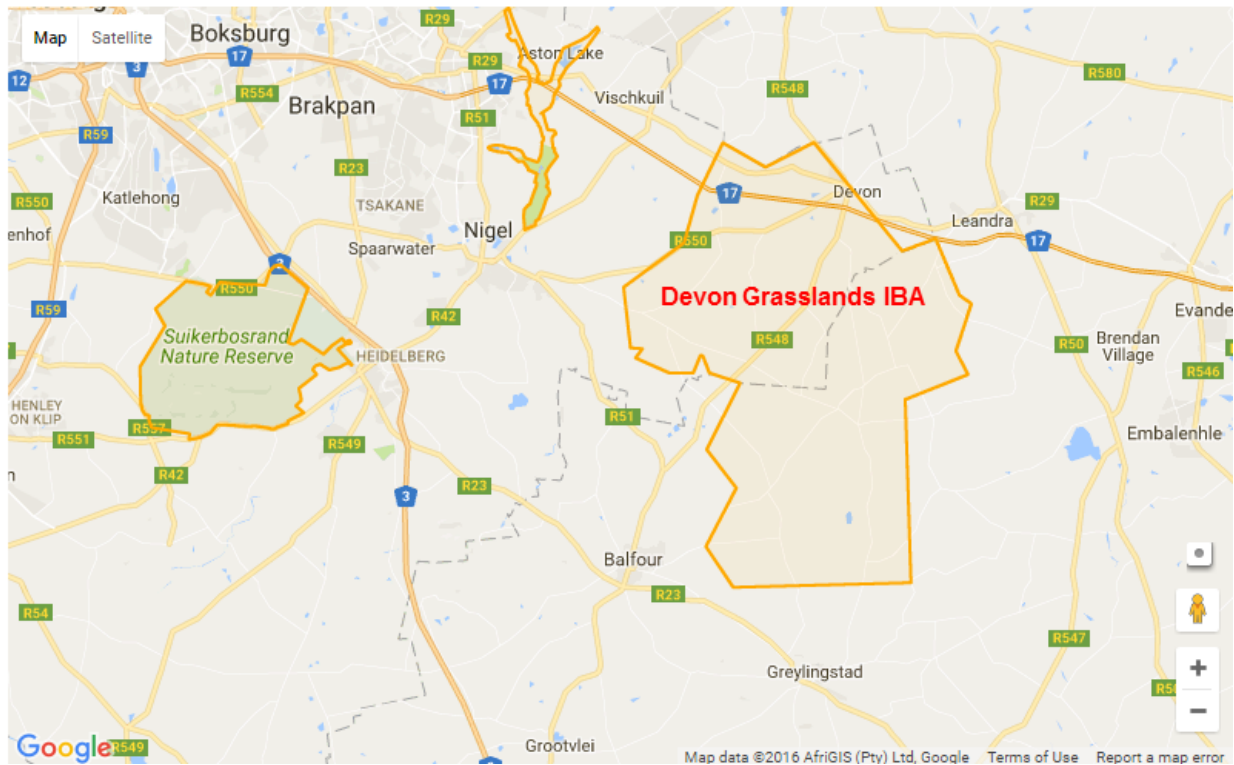 Map Satellite
Boksburg
R29
Aston Lake
R580
12
3
17
R29
R554
17
Vischkuil
R548
Brakpan
R51
R59
R23
17
Devon
Katlehong
R550
TSAKANE
Leandra
R29
Nigel
R550
17
enhof
Spaarwater
3
R550
Devon Grasslands IBA
R59
R42
Evande
Suikerbosrand
Nature Reserve
R548
R50
Brendan
Village
HEIDELBERG
R546
HENLEY
ON KLIP
R51
R557
R551
R549
Embalenhle
R42
n
R23
3
Balfour
R23
R54
R547
Greylingstad
Grootvlei
Google
R549
3
Map data ©2016 AfriGIS (Pty) Ltd, Google Terms of Use Report a map error